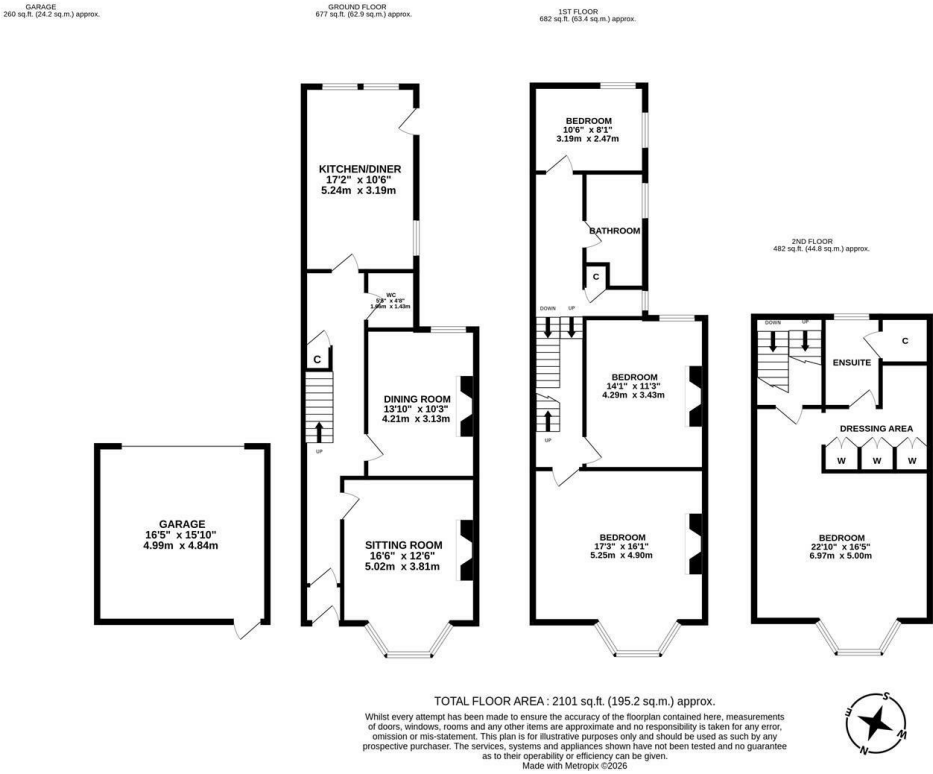 GARAGE
260 sq.ft. (24.2 sq.m.) approx.
GROUND FLOOR
677 sq.ft. (62.9 sq.m.) approx.
1ST FLOOR
682 sq.ft. (63.4 sq.m.) approx.
2ND FLOOR
482 sq.ft. (44.8 sq.m.) approx.
GARAGE
16'5" x 15'10"
4.99m x 4.84m
KITCHEN/DINER
17'2" x 10'6"
5.24m x 3.19m
WC
5'5" x 4'8"
1.66m x 1.43m
C
UP
DINING ROOM
13'10" x 10'3"
4.21m x 3.13m
SITTING ROOM
16'6" x 12'6"
5.02m x 3.81m
BEDROOM
10'6" x 8'1"
3.19m x 2.47m
BATHROOM
C
DOWN
UP
UP
BEDROOM
14'1" x 11'3"
4.29m x 3.43m
BEDROOM
17'3" x 16'1"
5.25m x 4.90m
DOWN
UP
ENSUITE
C
DRESSING AREA
W
W
W
BEDROOM
22'10" x 16'5"
6.97m x 5.00m
TOTAL FLOOR AREA : 2101 sq.ft. (195.2 sq.m.) approx.
Whilst every attempt has been made to ensure the accuracy of the floorplan contained here, measurements
of doors, windows, rooms and any other items are approximate and no responsibility is taken for any error,
omission or mis-statement. This plan is for illustrative purposes only and should be used as such by any
prospective purchaser. The services, systems and appliances shown have not been tested and no guarantee
as to their operability or efficiency can be given.
Made with Metropix ©2026
S
E
W
N